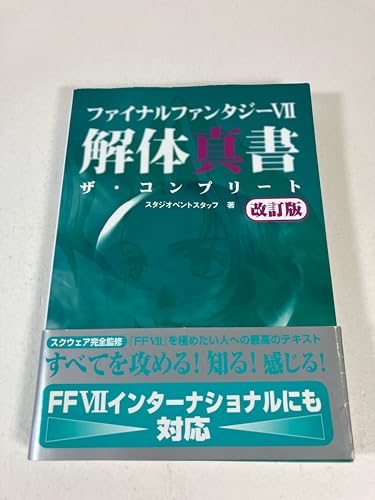 ファイナルファンタジーVII
解体真書
ザ・コンプリート
スタジオベントスタッフ 著
改訂版
スクウェア完全監修 「FFⅦ」を極めたい人への最高のテキスト
すべてを攻める!知る!感じる!
FFⅦインターナショナルにも
対応